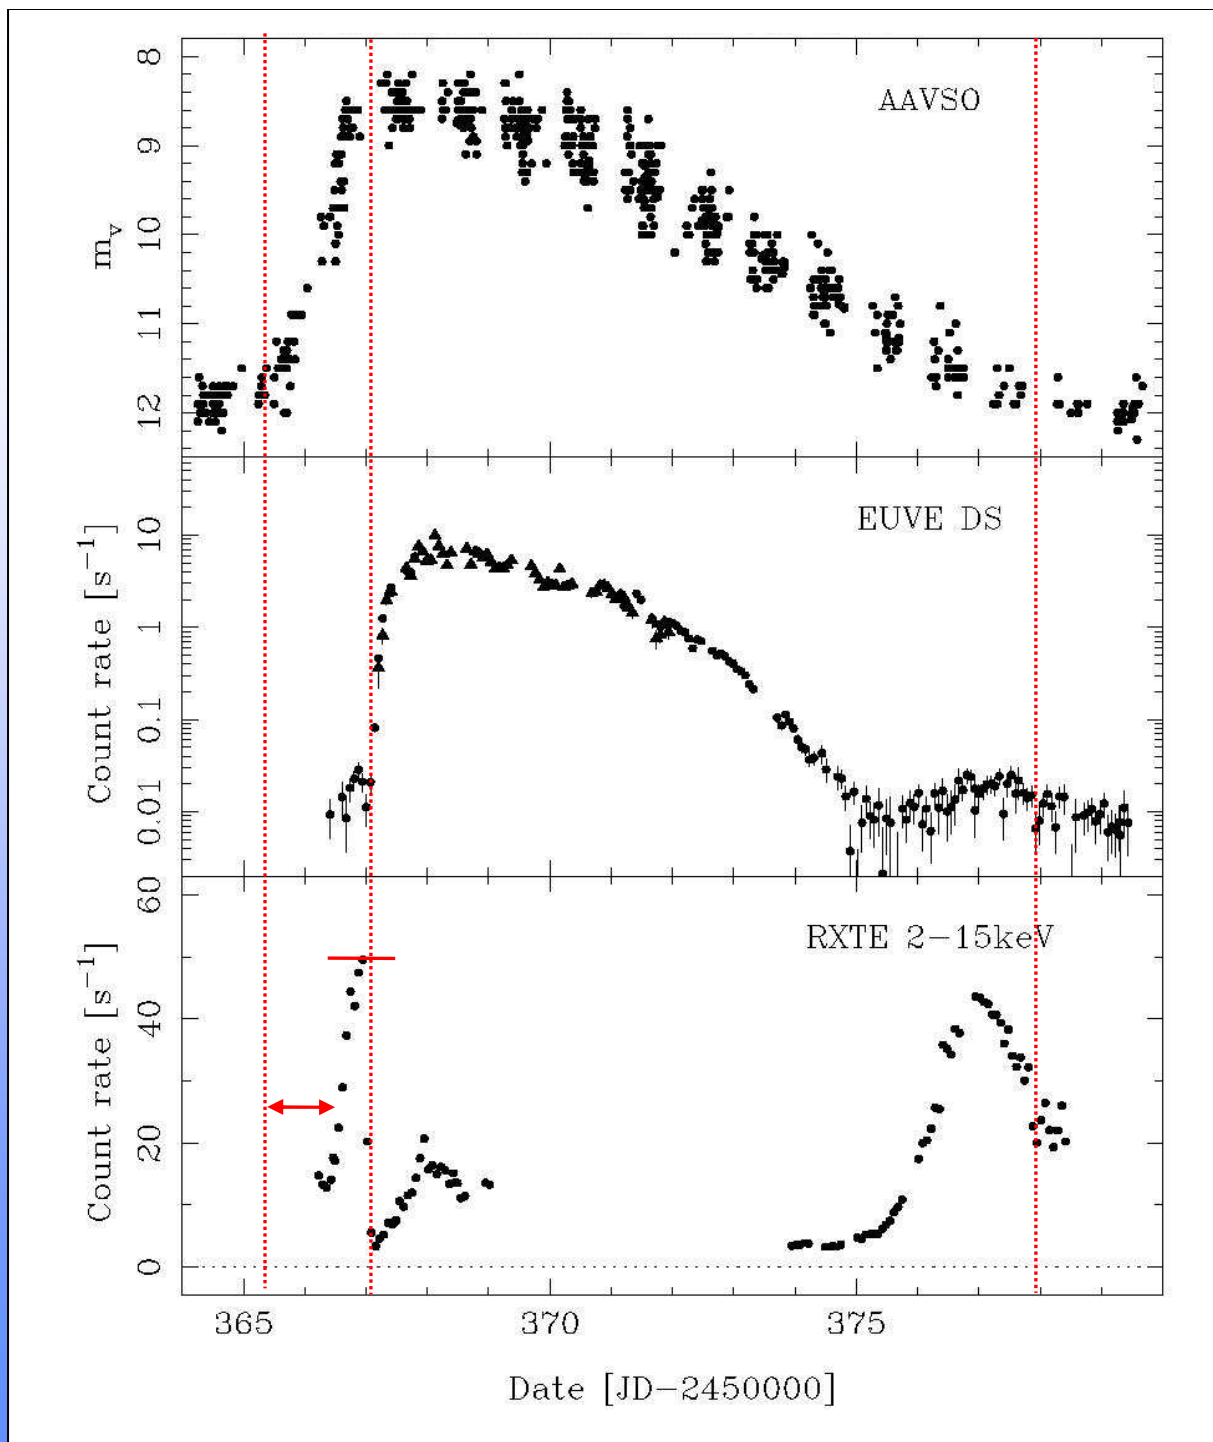 8
9
10
11
12
m_v
AAVSO
10
1
0.1
0.01
Count rate [s⁻¹]
EUVE DS
60
40
20
0
Count rate [s⁻¹]
RXTE 2−15keV
365 370 375
Date [JD−2450000]